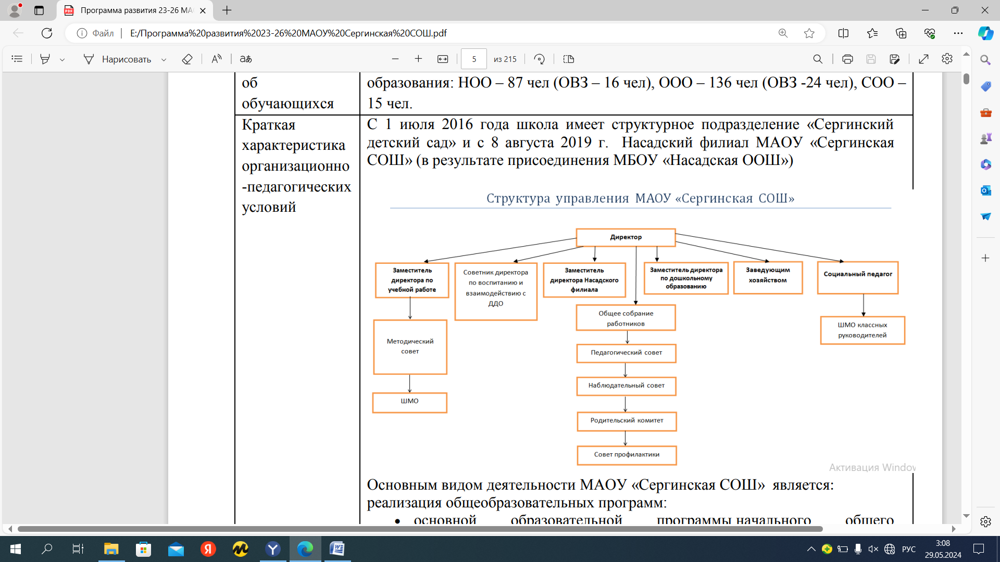 Программа развития 23-26 МА
Файл
E:/Программа%20развития%2023-26%20МАОУ%20Сергинская%20СОШ.pdf
Нарисовать
аあ
5
из 215
об
обучающихся
образования: НОО – 87 чел (ОВЗ – 16 чел), ООО – 136 чел (ОВЗ -24 чел), СОО –
15 чел.
Краткая
характеристика
организационно
-педагогических
условий
С 1 июля 2016 года школа имеет структурное подразделение «Сергинский
детский сад» и с 8 августа 2019 г. Насадский филиал МАОУ «Сергинская
СОШ» (в результате присоединения МБОУ «Насадская ООШ»)
Структура управления МАОУ «Сергинская СОШ»
Директор
Заместитель
директора по
учебной работе
Советник директора
по воспитанию и
взаимодействию с
ДДО
Заместитель
директора Насадского
филиала
Заместитель директора
по дошкольному
образованию
Заведующим
хозяйством
Социальный педагог
Общее собрание
работников
ШМО классных
руководителей
Методический
совет
Педагогический совет
Наблюдательный совет
ШМО
Родительский комитет
Совет профилактики
Активация Window
Основным видом деятельности МАОУ «Сергинская СОШ» является:
реализация общеобразовательных программ:
• основной образовательной программы начального общего
РУС
3:08
29.05.2024